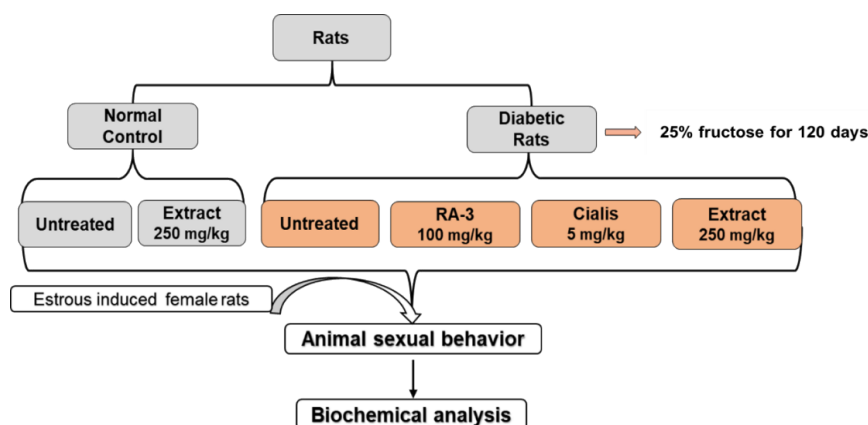 Rats
Normal
Control
Diabetic
Rats
25% fructose for 120 days
Untreated
Extract
250 mg/kg
Untreated
RA-3
100 mg/kg
Cialis
5 mg/kg
Extract
250 mg/kg
Estrous induced female rats
Animal sexual behavior
Biochemical analysis